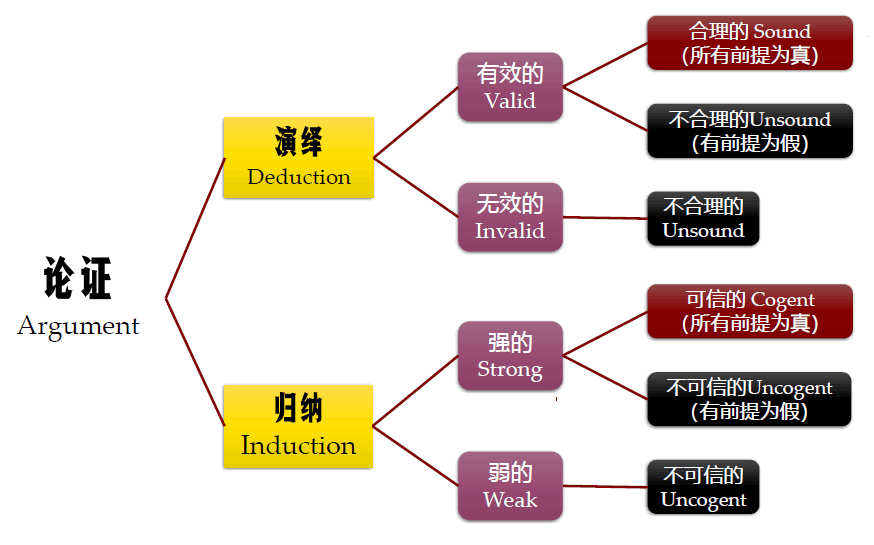 论证
Argument
演绎
Deduction
有效的
Valid
合理的 Sound
（所有前提为真）
不合理的Unsound
（有前提为假）
无效的
Invalid
不合理的
Unsound
归纳
Induction
强的
Strong
可信的 Cogent
（所有前提为真）
不可信的Uncogent
（有前提为假）
弱的
Weak
不可信的
Uncogent